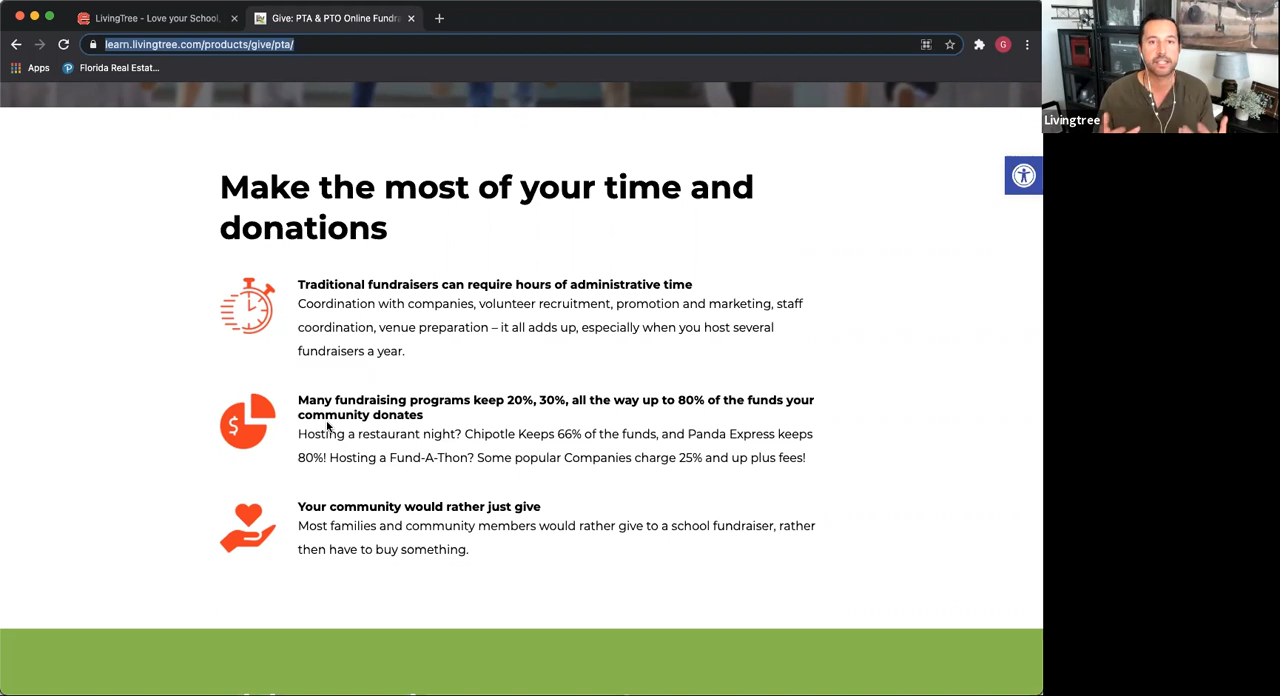 LivingTree - Love your School,
Give: PTA & PTO Online Fundra
learn.livingtree.com/products/give/pta/
G
Apps
Florida Real Estat...
Livingtree
Make the most of your time and
donations
Traditional fundraisers can require hours of administrative time
Coordination with companies, volunteer recruitment, promotion and marketing, staff
coordination, venue preparation – it all adds up, especially when you host several
fundraisers a year.
$
Many fundraising programs keep 20%, 30%, all the way up to 80% of the funds your
community donates
Hosting a restaurant night? Chipotle Keeps 66% of the funds, and Panda Express keeps
80%! Hosting a Fund-A-Thon? Some popular Companies charge 25% and up plus fees!
Your community would rather just give
Most families and community members would rather give to a school fundraiser, rather
then have to buy something.